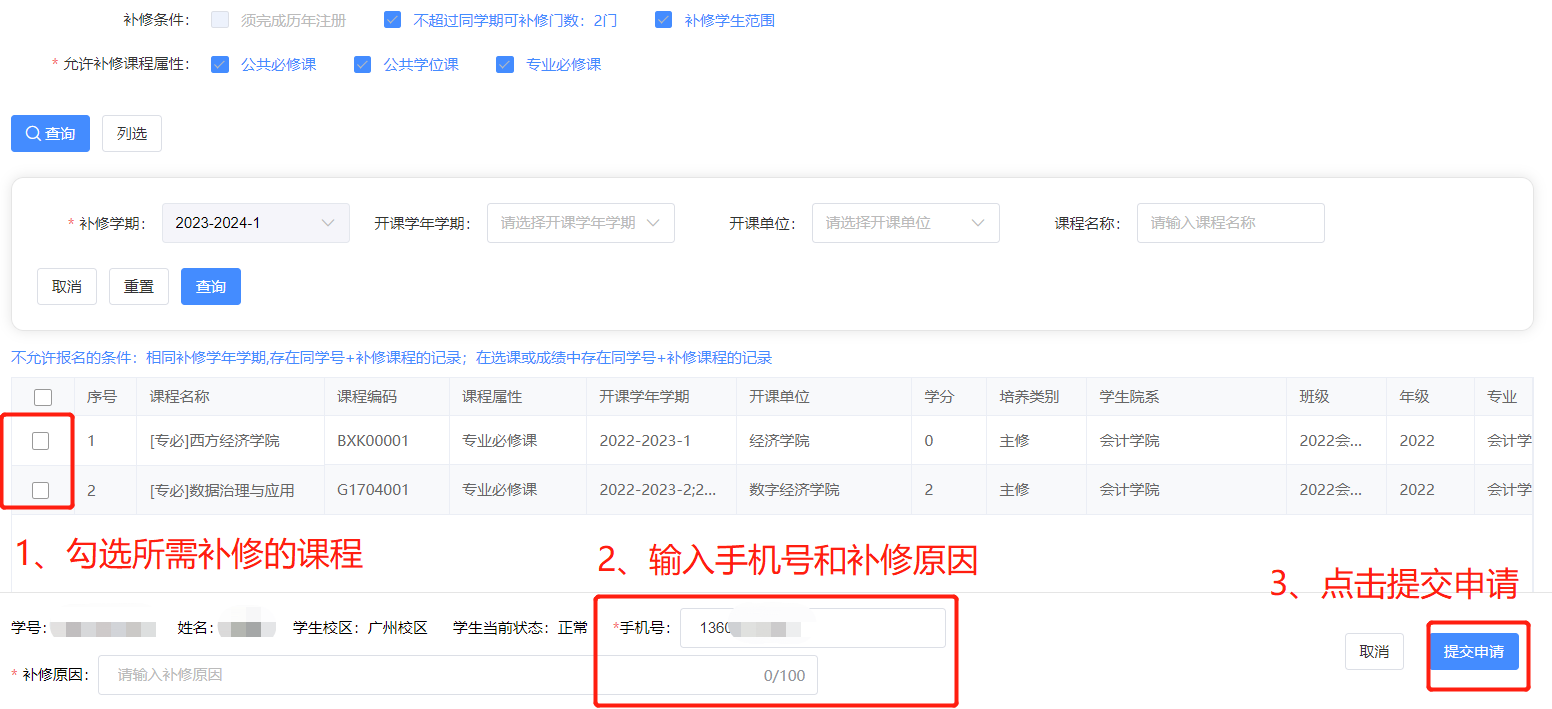 补修条件： 须完成历年注册 不超过同学期可补修门数：2门 补修学生范围
* 允许补修课程属性： 公共必修课 公共学位课 专业必修课
查询 列选
* 补修学期： 2023-2024-1 开课学年学期： 请选择开课学年学期 开课单位： 请选择开课单位 课程名称： 请输入课程名称
取消 重置 查询
不允许报名的条件：相同补修学年学期,存在同学号+补修课程的记录；在选课或成绩中存在同学号+补修课程的记录
序号 课程名称 课程编码 课程属性 开课学年学期 开课单位 学分 培养类别 学生院系 班级 年级 专业
1 [专必]西方经济学院 BXK00001 专业必修课 2022-2023-1 经济学院 0 主修 会计学院 2022会... 2022 会计学
2 [专必]数据治理与应用 G1704001 专业必修课 2022-2023-2;2... 数字经济学院 2 主修 会计学院 2022会... 2022 会计学
1、勾选所需补修的课程
2、输入手机号和补修原因
3、点击提交申请
学号： 姓名： 学生校区：广州校区 学生当前状态：正常 *手机号： 136
* 补修原因： 请输入补修原因 0/100
取消 提交申请